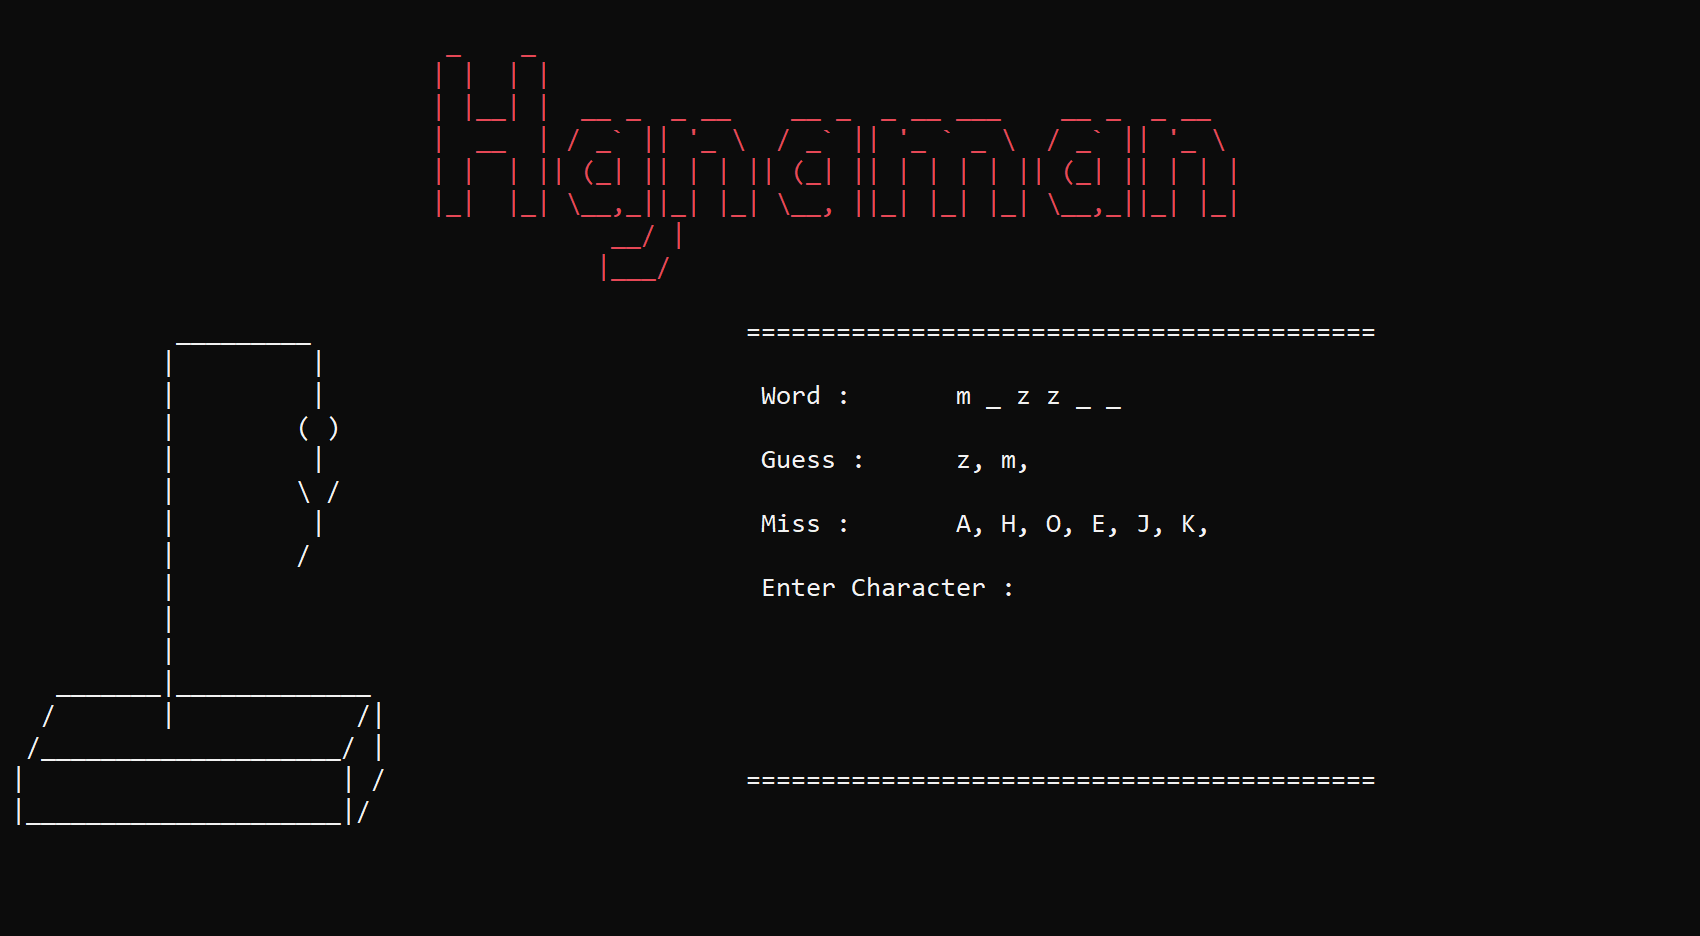 Hangman
=========================================
Word : m _ z z _ _
Guess : z, m,
Miss : A, H, O, E, J, K,
Enter Character :
=========================================